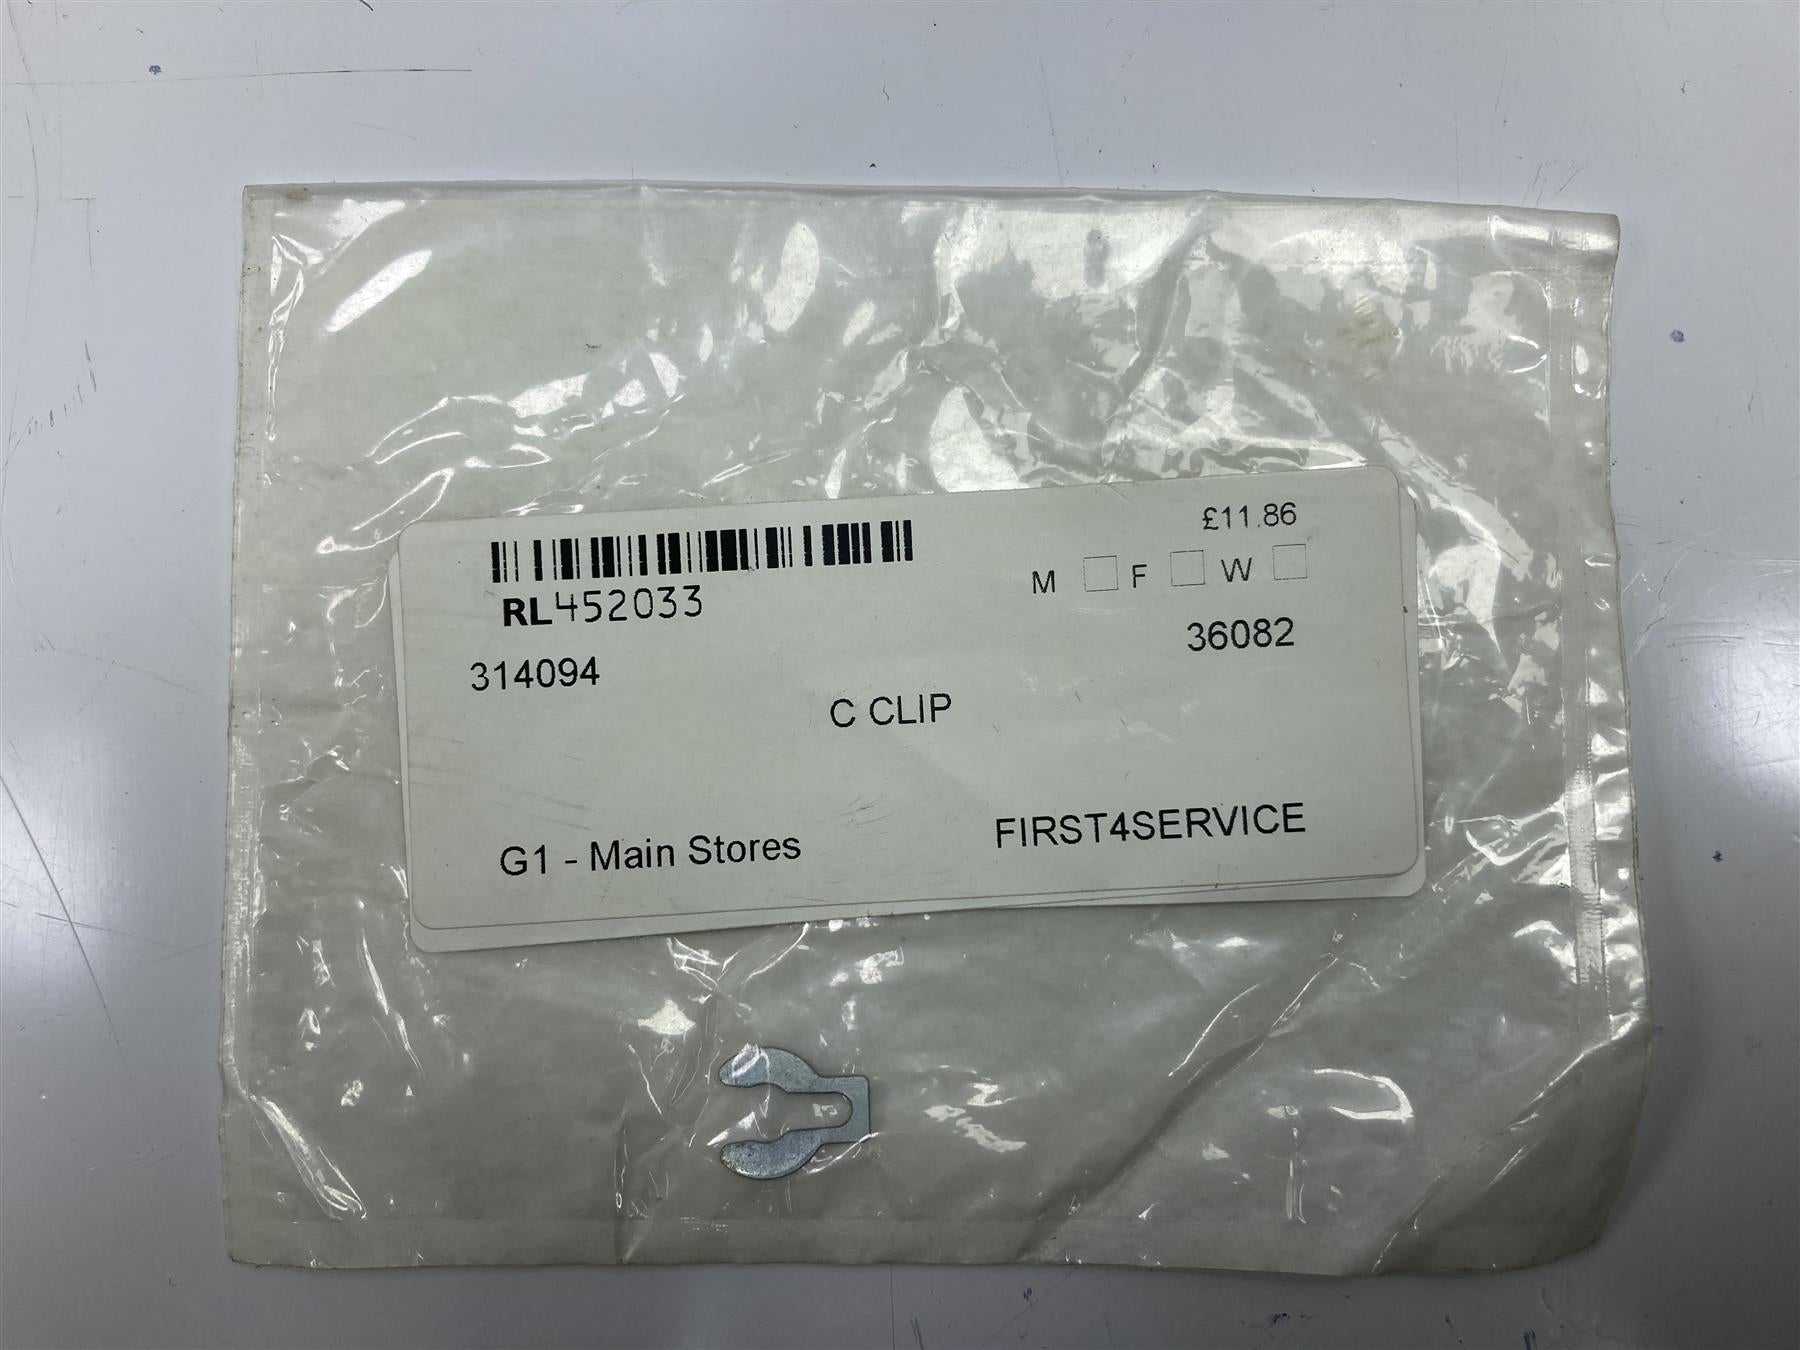 £11.86
M F W
RL452033
36082
314094
C CLIP
G1 - Main Stores
FIRST4SERVICE